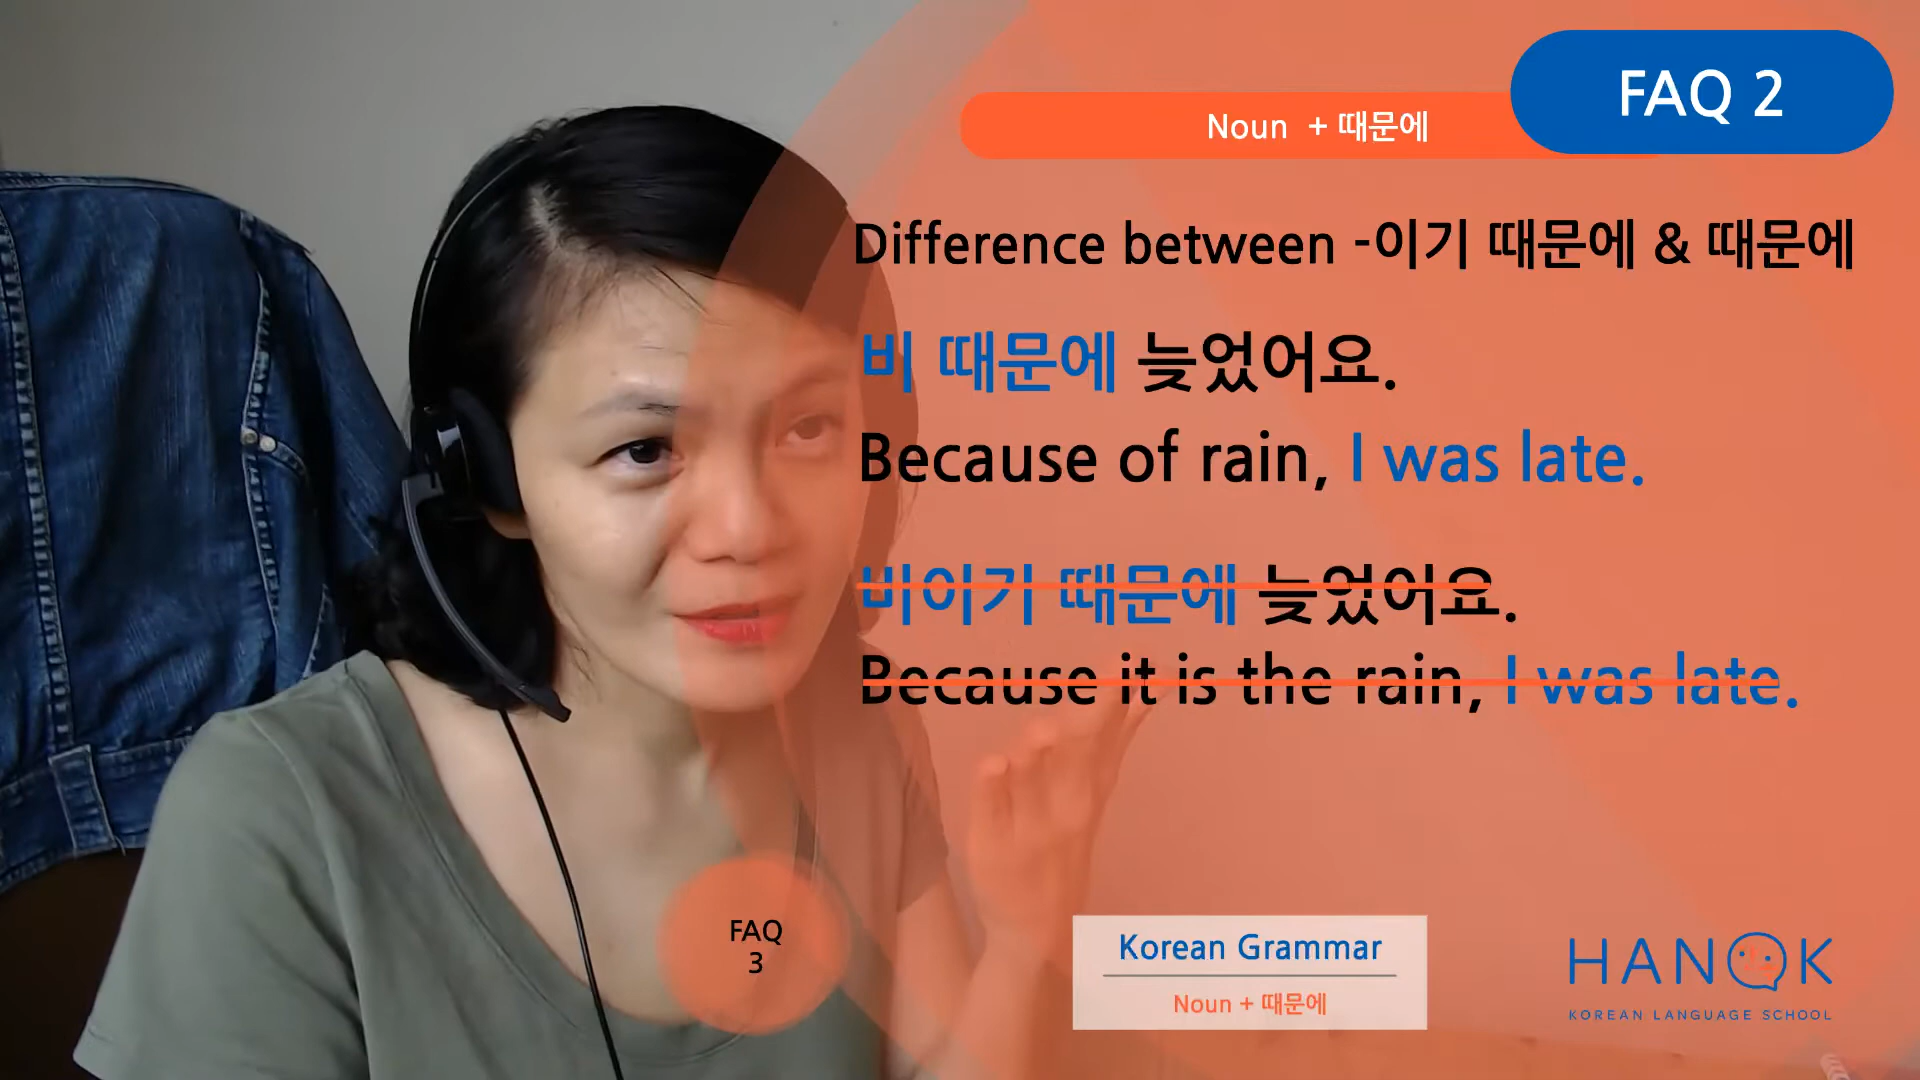 FAQ 2
Noun + 때문에
Difference between -이기 때문에 & 때문에
비 때문에 늦었어요.
Because of rain, I was late.
비이기 때문에 늦었어요.
Because it is the rain, I was late.
FAQ
3
Korean Grammar
Noun + 때문에
HANOK
KOREAN LANGUAGE SCHOOL